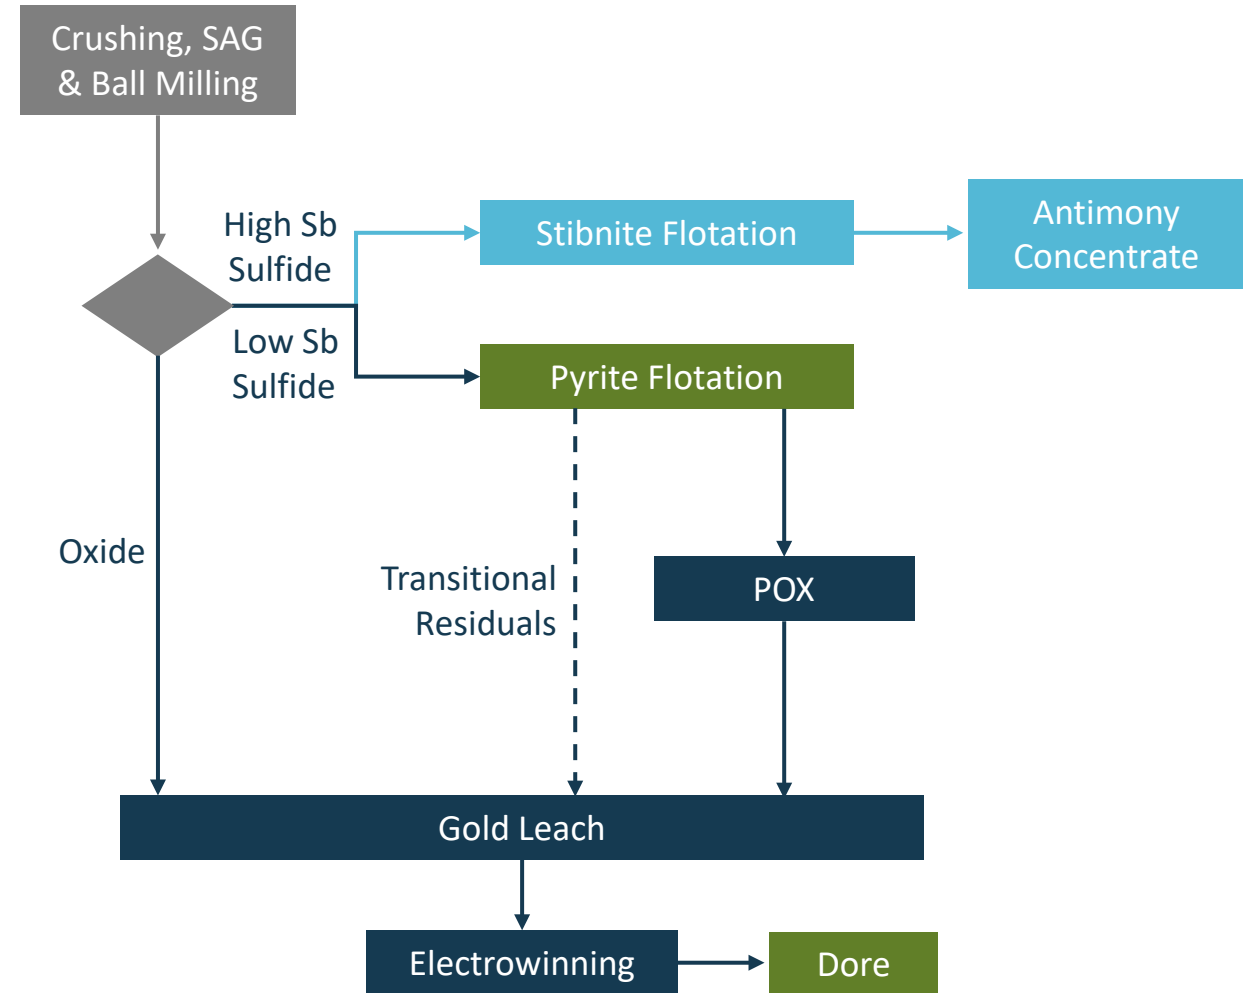 Crushing, SAG
& Ball Milling
High Sb
Sulfide
Stibnite Flotation
Antimony
Concentrate
Low Sb
Sulfide
Pyrite Flotation
Oxide
Transitional
Residuals
POX
Gold Leach
Electrowinning
Dore